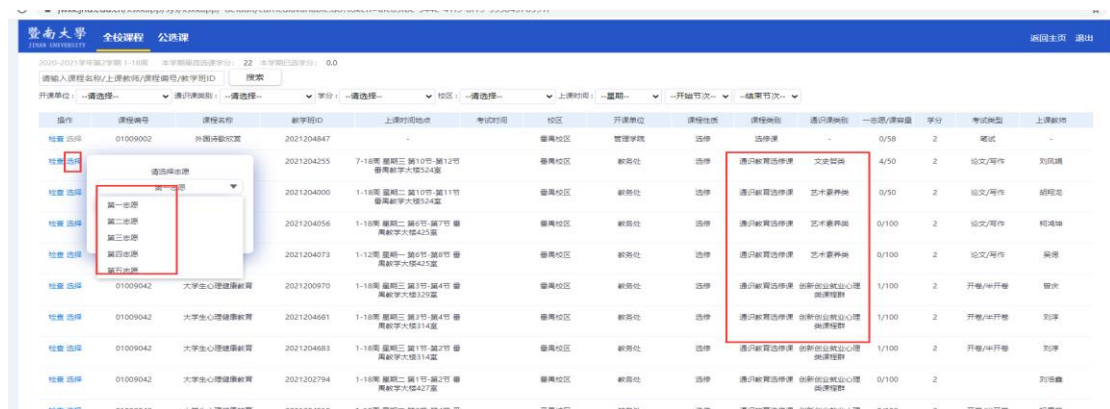 暨南大學 全校课程 公选课 返回主页 退出
JINAN UNIVERSITY
2020-2021学年第2学期 1-18周 本学期最高选课学分： 22 本学期已选学分： 0.0
请输入课程名称/上课教师/课程编号/教学班ID 搜索
开课单位： --请选择-- 通识课类别： --请选择-- 学分： --请选择-- 校区： --请选择-- 上课时间： --星期-- --开始节次-- --结束节次--
操作 课程编号 课程名称 教学班ID 上课时间地点 考试时间 校区 开课单位 课程性质 课程类别 通识课类别 一志愿/课容量 学分 考试类型 上课教师
检查 选择 01009002 外国诗歌欣赏 2021204847 - 番禺校区 管理学院 选修 选修课 - 0/58 2 笔试 -
检查 选择 2021204255 7-18周 星期三 第10节-第12节 番禺校区 教务处 选修 通识教育选修课 文史哲类 4/50 2 论文/写作
番禺教学大楼524室
请选择志愿
第一志愿
检查 选择 2021204000 1-18周 星期二 第10节-第11节 番禺校区 教务处 选修 通识教育选修课 艺术素养类 0/50 2 论文/写作
番禺教学大楼524室
第一志愿
第二志愿
第三志愿
第四志愿
第五志愿
检查 选择 2021204056 1-18周 星期二 第6节-第7节 番 番禺校区 教务处 选修 通识教育选修课 艺术素养类 0/100 2 论文/写作
禺教学大楼425室
检查 选择 2021204073 1-12周 星期一 第6节-第8节 番 番禺校区 教务处 选修 通识教育选修课 艺术素养类 0/100 2 论文/写作
禺教学大楼425室
检查 选择 01009042 大学生心理健康教育 2021200970 1-18周 星期三 第3节-第4节 番 番禺校区 教务处 选修 通识教育选修课 创新创业就业心理 1/100 2 开卷/半开卷
禺教学大楼329室 类课程群
检查 选择 01009042 大学生心理健康教育 2021204681 1-18周 星期二 第3节-第4节 番 番禺校区 教务处 选修 通识教育选修课 创新创业就业心理 1/100 2 开卷/半开卷 刘淳
禺教学大楼314室 类课程群
检查 选择 01009042 大学生心理健康教育 2021204683 1-18周 星期二 第1节-第2节 番 番禺校区 教务处 选修 通识教育选修课 创新创业就业心理 1/100 2 开卷/半开卷 刘淳
禺教学大楼314室 类课程群
检查 选择 01009042 大学生心理健康教育 2021202794 1-18周 星期二 第1节-第2节 番 番禺校区 教务处 选修 通识教育选修课 创新创业就业心理 0/100 2
禺教学大楼427室 类课程群